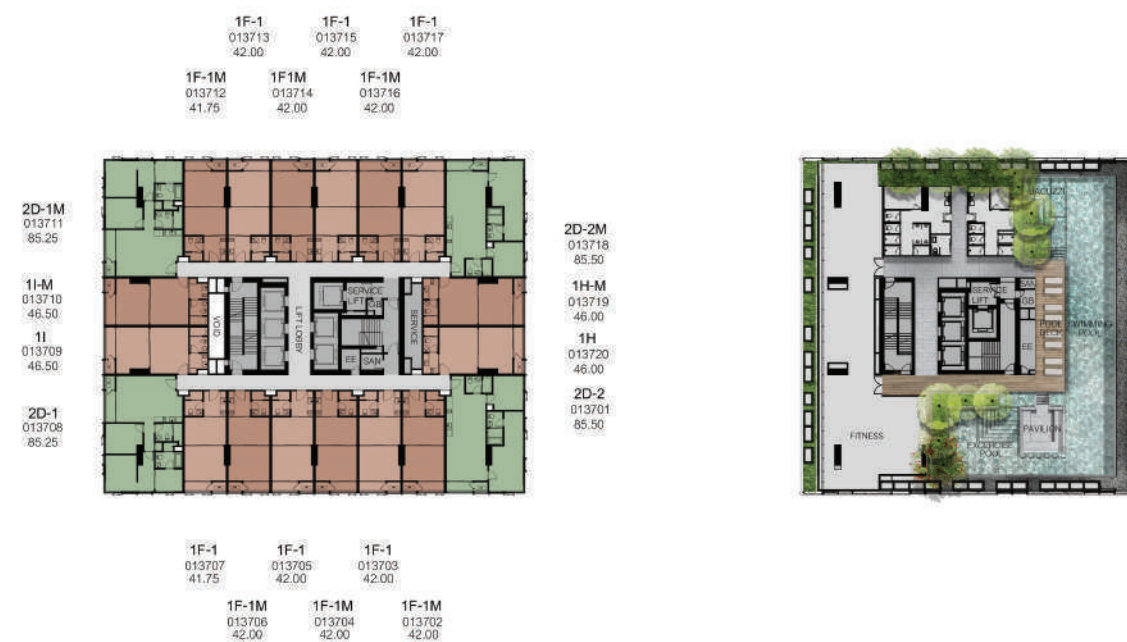 1F-1
013713
42.00
1F-1
013715
42.00
1F-1
013717
42.00
1F-1M
013712
41.75
1F1M
013714
42.00
1F-1M
013716
42.00
2D-1M
013711
85.25
1I-M
013710
46.50
1I
013709
46.50
2D-1
013708
85.25
VOID
LIFT LOBBY
SERVICE
LIFT
GB
EE
SAN
SERVICE
2D-2M
013718
85.50
1H-M
013719
46.00
1H
013720
46.00
2D-2
013701
85.50
1F-1
013707
41.75
1F-1
013705
42.00
1F-1
013703
42.00
1F-1M
013706
42.00
1F-1M
013704
42.00
1F-1M
013702
42.00
JACUZZI
SERVICE
LIFT
SAN
GB
EE
POOL
DECK
SWIMMING
POOL
FITNESS
EXCERCISE
POOL
PAVILION